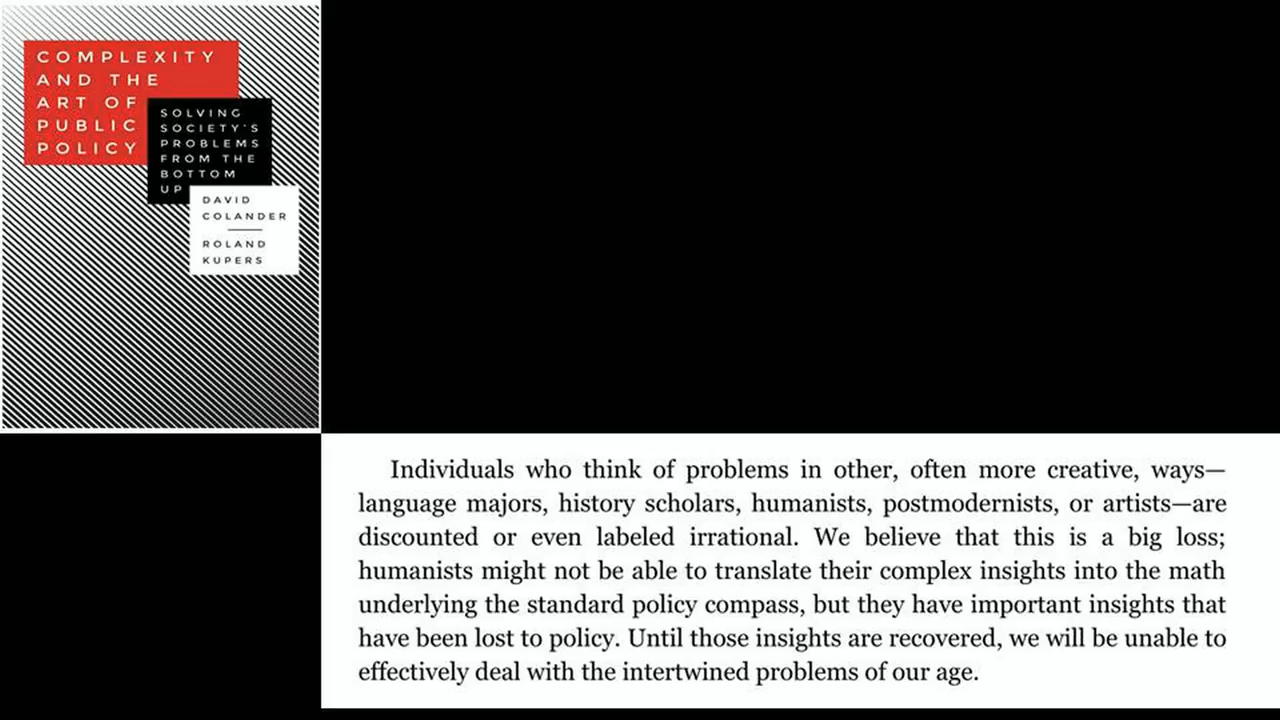 COMPLEXITY
AND THE
ART OF
PUBLIC
POLICY
SOLVING
SOCIETY'S
PROBLEMS
FROM THE
BOTTOM
UP
DAVID
COLANDER
ROLAND
KUPERS
Individuals who think of problems in other, often more creative, ways—
language majors, history scholars, humanists, postmodernists, or artists—are
discounted or even labeled irrational. We believe that this is a big loss;
humanists might not be able to translate their complex insights into the math
underlying the standard policy compass, but they have important insights that
have been lost to policy. Until those insights are recovered, we will be unable to
effectively deal with the intertwined problems of our age.